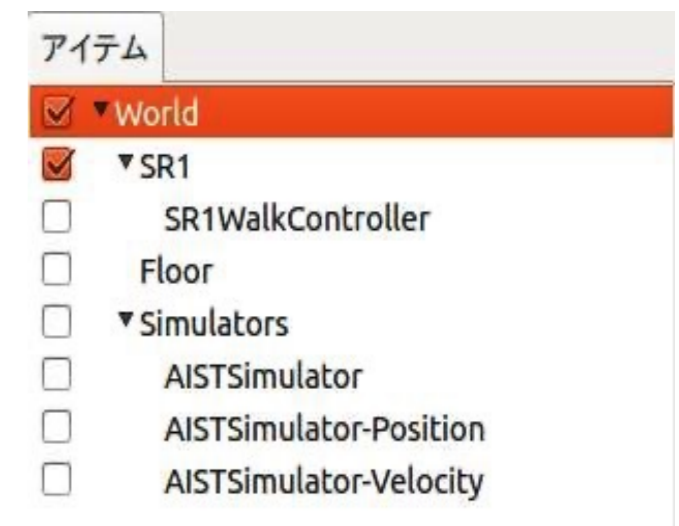 アイテム
World
SR1
SR1WalkController
Floor
Simulators
AISTSimulator
AISTSimulator-Position
AISTSimulator-Velocity